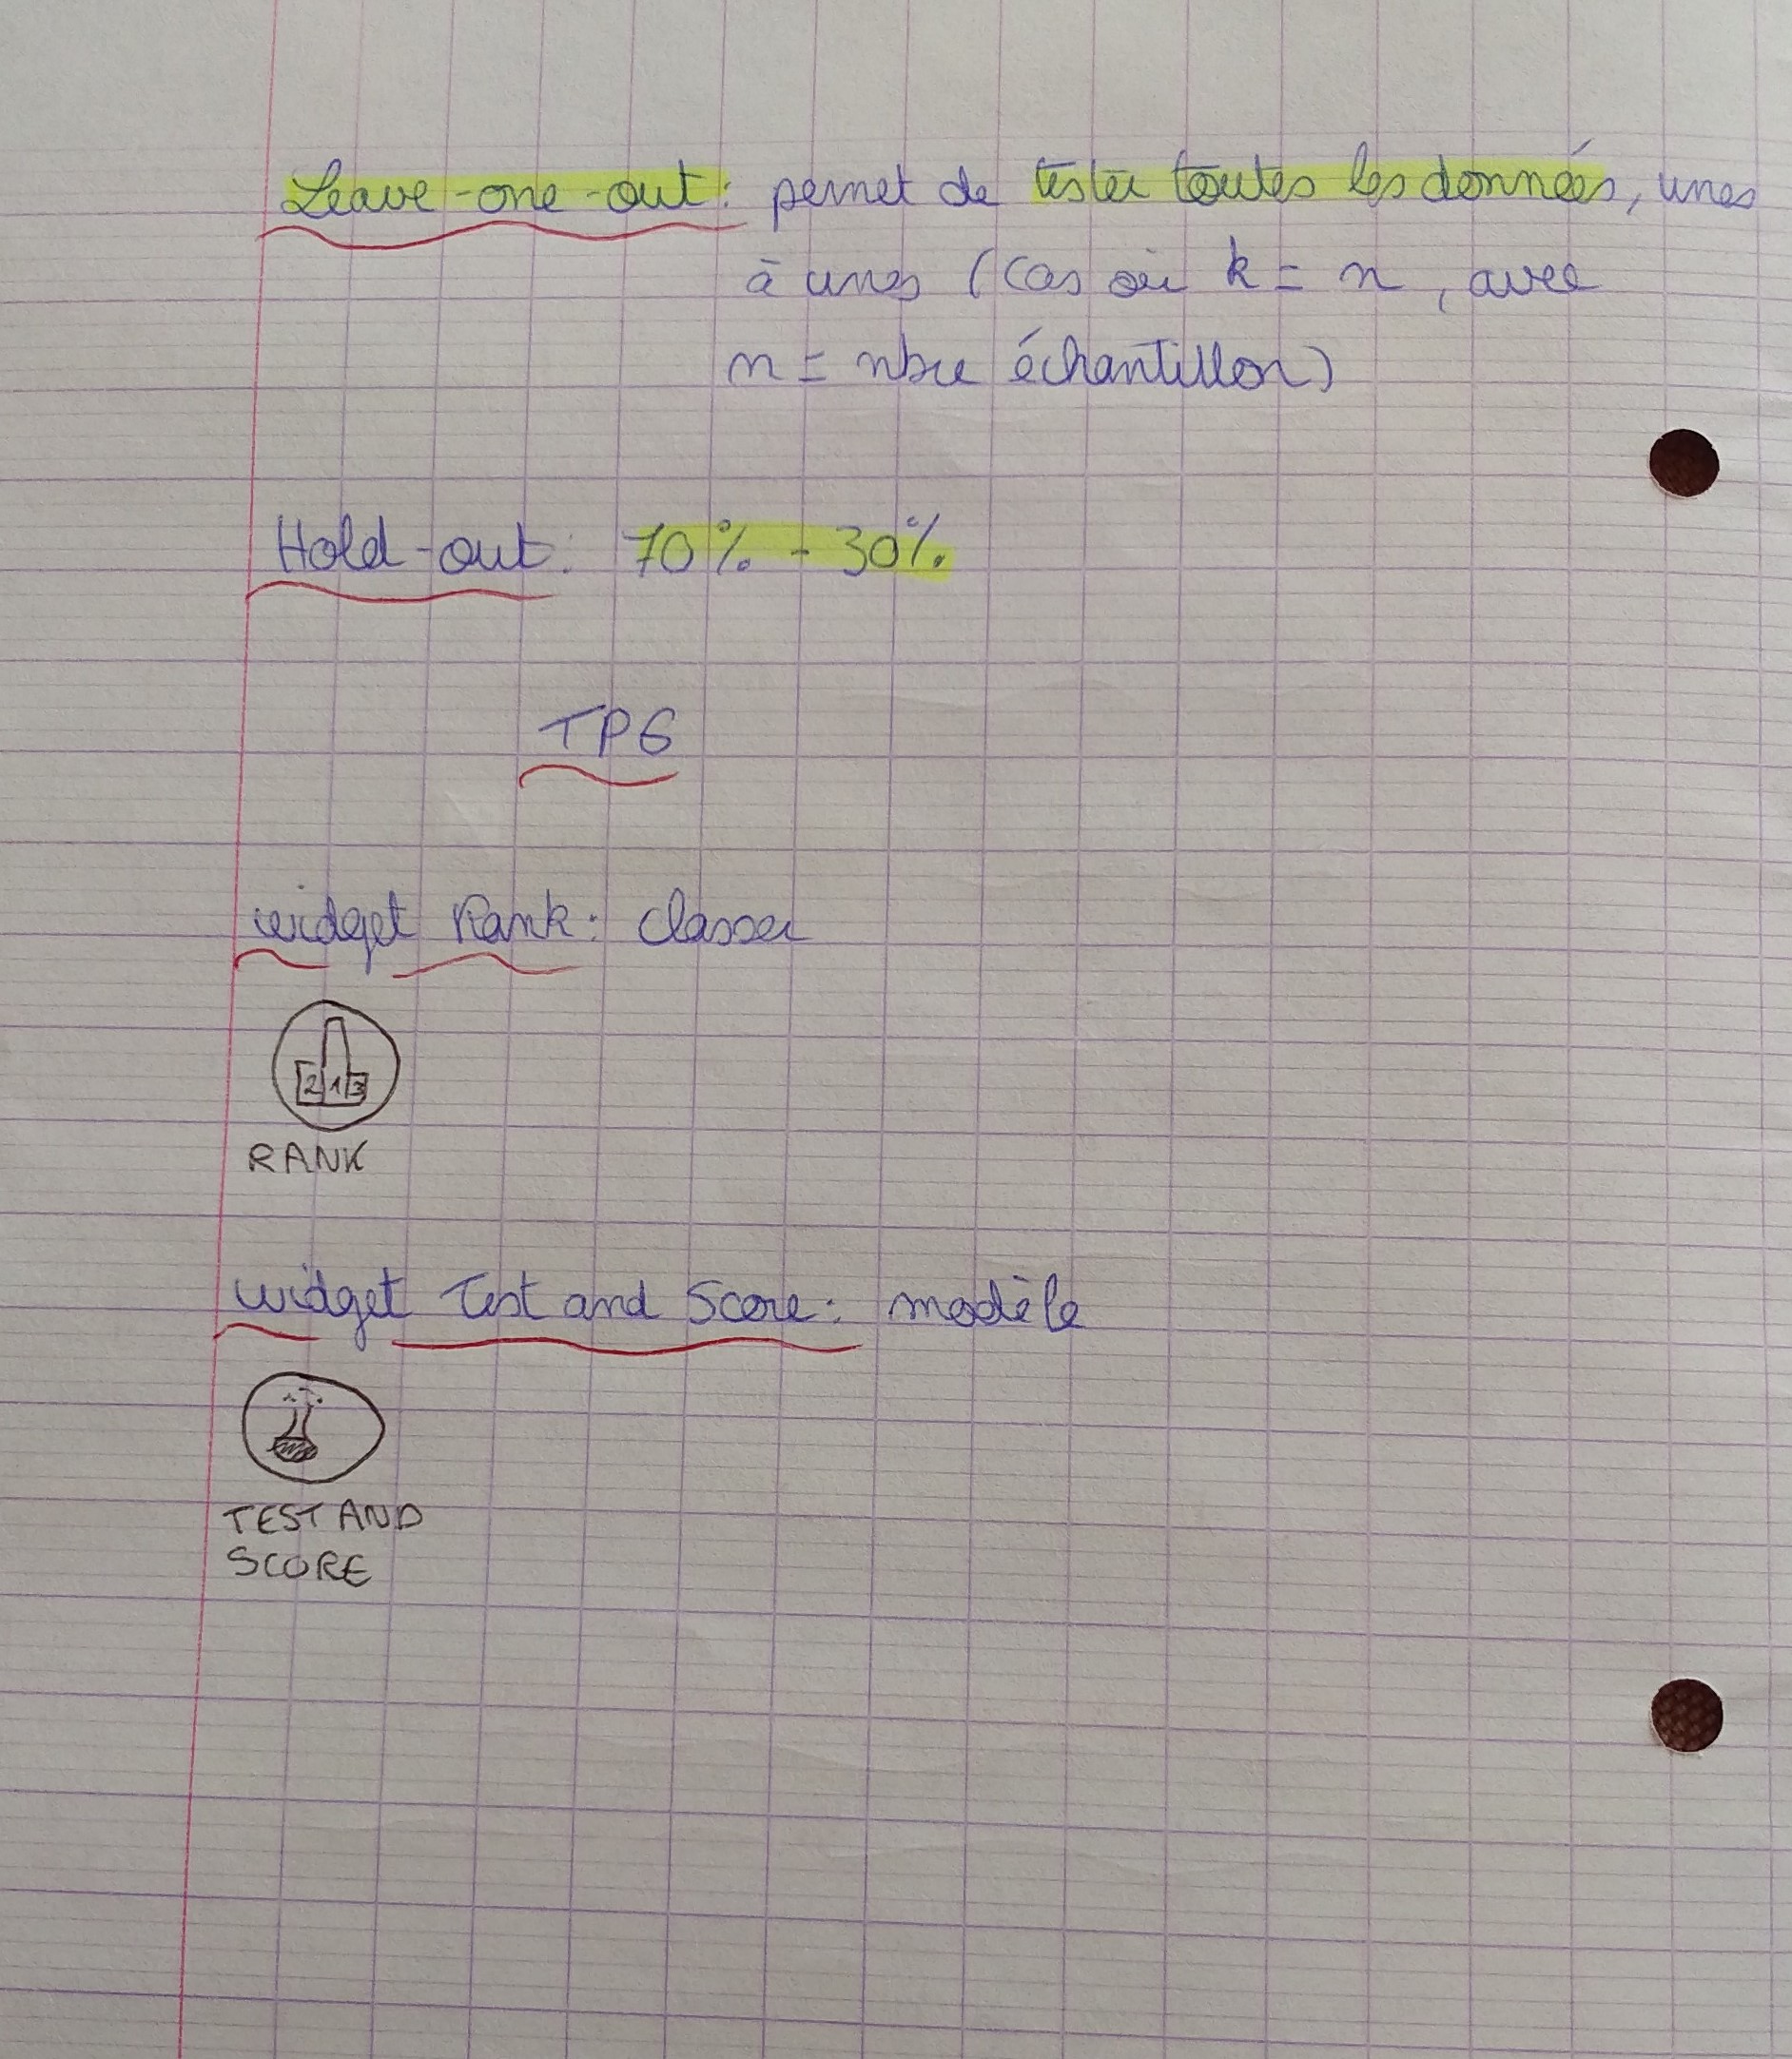 Leave-one-out: permet de tester toutes les données, unes
à unes (cas où k = n, avec
n = nbre échantillon)
Hold-out: 70% - 30%
TP6
widget Rank: classer
2 1 3
RANK
widget Test and Score: modèle
TEST AND
SCORE